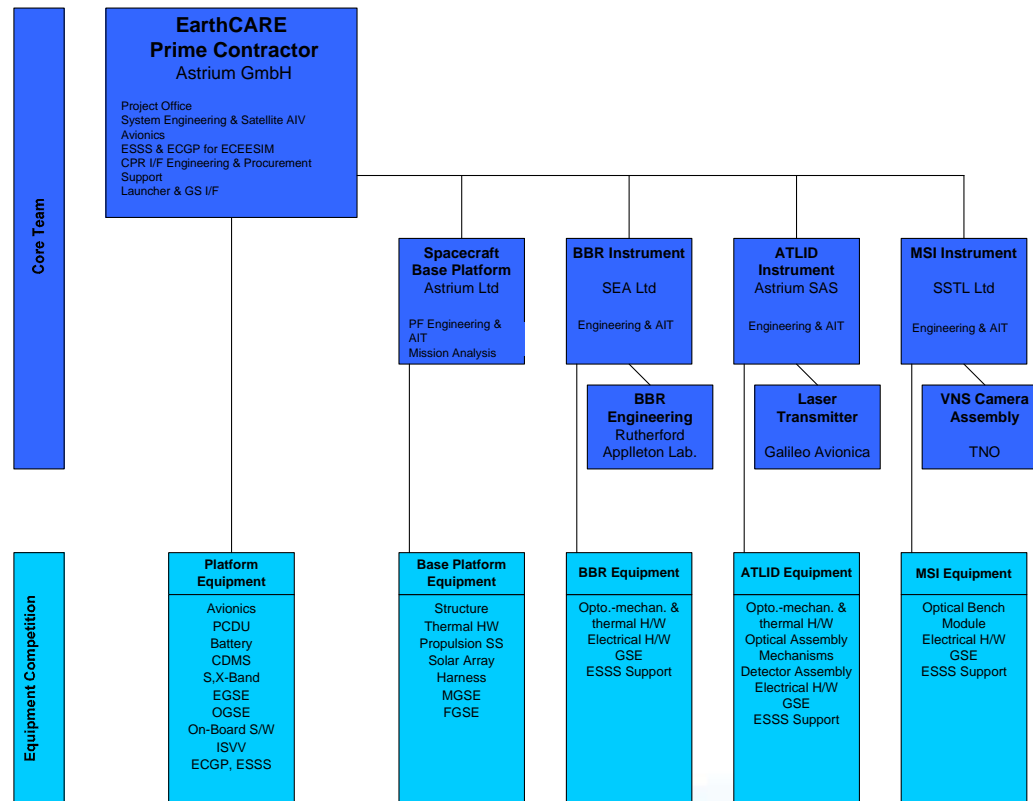 Core Team
EarthCARE
Prime Contractor
Astrium GmbH
Project Office
System Engineering & Satellite AIV
Avionics
ESSS & ECGP for ECEESIM
CPR I/F Engineering & Procurement
Support
Launcher & GS I/F
Spacecraft
Base Platform
Astrium Ltd
PF Engineering &
AIT
Mission Analysis
BBR Instrument
SEA Ltd
Engineering & AIT
ATLID
Instrument
Astrium SAS
Engineering & AIT
MSI Instrument
SSTL Ltd
Engineering & AIT
BBR
Engineering
Rutherford
Applleton Lab.
Laser
Transmitter
Galileo Avionica
VNS Camera
Assembly
TNO
Equipment Competition
Platform
Equipment
Avionics
PCDU
Battery
CDMS
S,X-Band
EGSE
OGSE
On-Board S/W
ISVV
ECGP, ESSS
Base Platform
Equipment
Structure
Thermal HW
Propulsion SS
Solar Array
Harness
MGSE
FGSE
BBR Equipment
Opto.-mechan. &
thermal H/W
Electrical H/W
GSE
ESSS Support
ATLID Equipment
Opto.-mechan. &
thermal H/W
Optical Assembly
Mechanisms
Detector Assembly
Electrical H/W
GSE
ESSS Support
MSI Equipment
Optical Bench
Module
Electrical H/W
GSE
ESSS Support